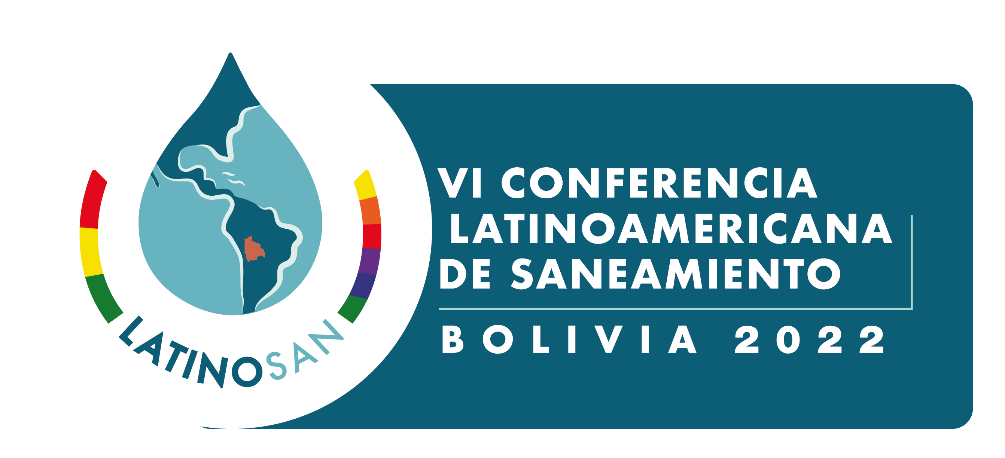 LATINOSAN
VI CONFERENCIA
LATINOAMERICANA
DE SANEAMIENTO
BOLIVIA 2022